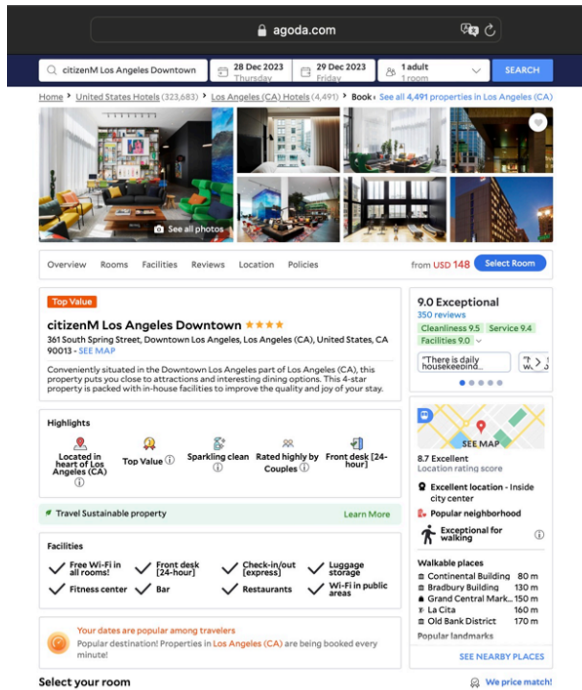 agoda.com
citizenM Los Angeles Downtown
28 Dec 2023
Thursday
29 Dec 2023
Friday
1 adult
1 room
SEARCH
Home > United States Hotels (323,683) > Los Angeles (CA) Hotels (4,491) > Book
See all 4,491 properties in Los Angeles (CA)
See all photos
Overview Rooms Facilities Reviews Location Policies
from USD 148
Select Room
Top Value
citizenM Los Angeles Downtown
361 South Spring Street, Downtown Los Angeles, Los Angeles (CA), United States, CA
90013 - SEE MAP
Conveniently situated in the Downtown Los Angeles part of Los Angeles (CA), this
property puts you close to attractions and interesting dining options. This 4-star
property is packed with in-house facilities to improve the quality and joy of your stay.
Highlights
Located in
heart of Los
Angeles (CA)
Top Value
Sparkling clean
Rated highly by
Couples
Front desk [24-
hour]
Travel Sustainable property
Learn More
Facilities
Free Wi-Fi in
all rooms!
Front desk
[24-hour]
Check-in/out
[express]
Luggage
storage
Fitness center
Bar
Restaurants
Wi-Fi in public
areas
Your dates are popular among travelers
Popular destination! Properties in Los Angeles (CA) are being booked every
minute!
Select your room
9.0 Exceptional
350 reviews
Cleanliness 9.5 Service 9.4
Facilities 9.0
"There is daily
housekeeping...
SEE MAP
8.7 Excellent
Location rating score
Excellent location - Inside
city center
Popular neighborhood
Exceptional for
walking
Walkable places
Continental Building 80 m
Bradbury Building 130 m
Grand Central Mark... 150 m
La Cita 160 m
Old Bank District 170 m
Popular landmarks
SEE NEARBY PLACES
We price match!